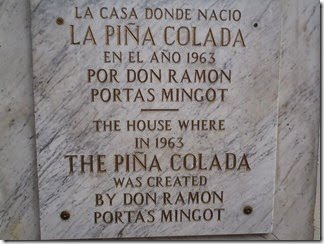 LA CASA DONDE NACIO
LA PIÑA COLADA
EN EL AÑO 1963
POR DON RAMON
PORTAS MINGOT
THE HOUSE WHERE
IN 1963
THE PIÑA COLADA
WAS CREATED
BY DON RAMON
PORTAS MINGOT